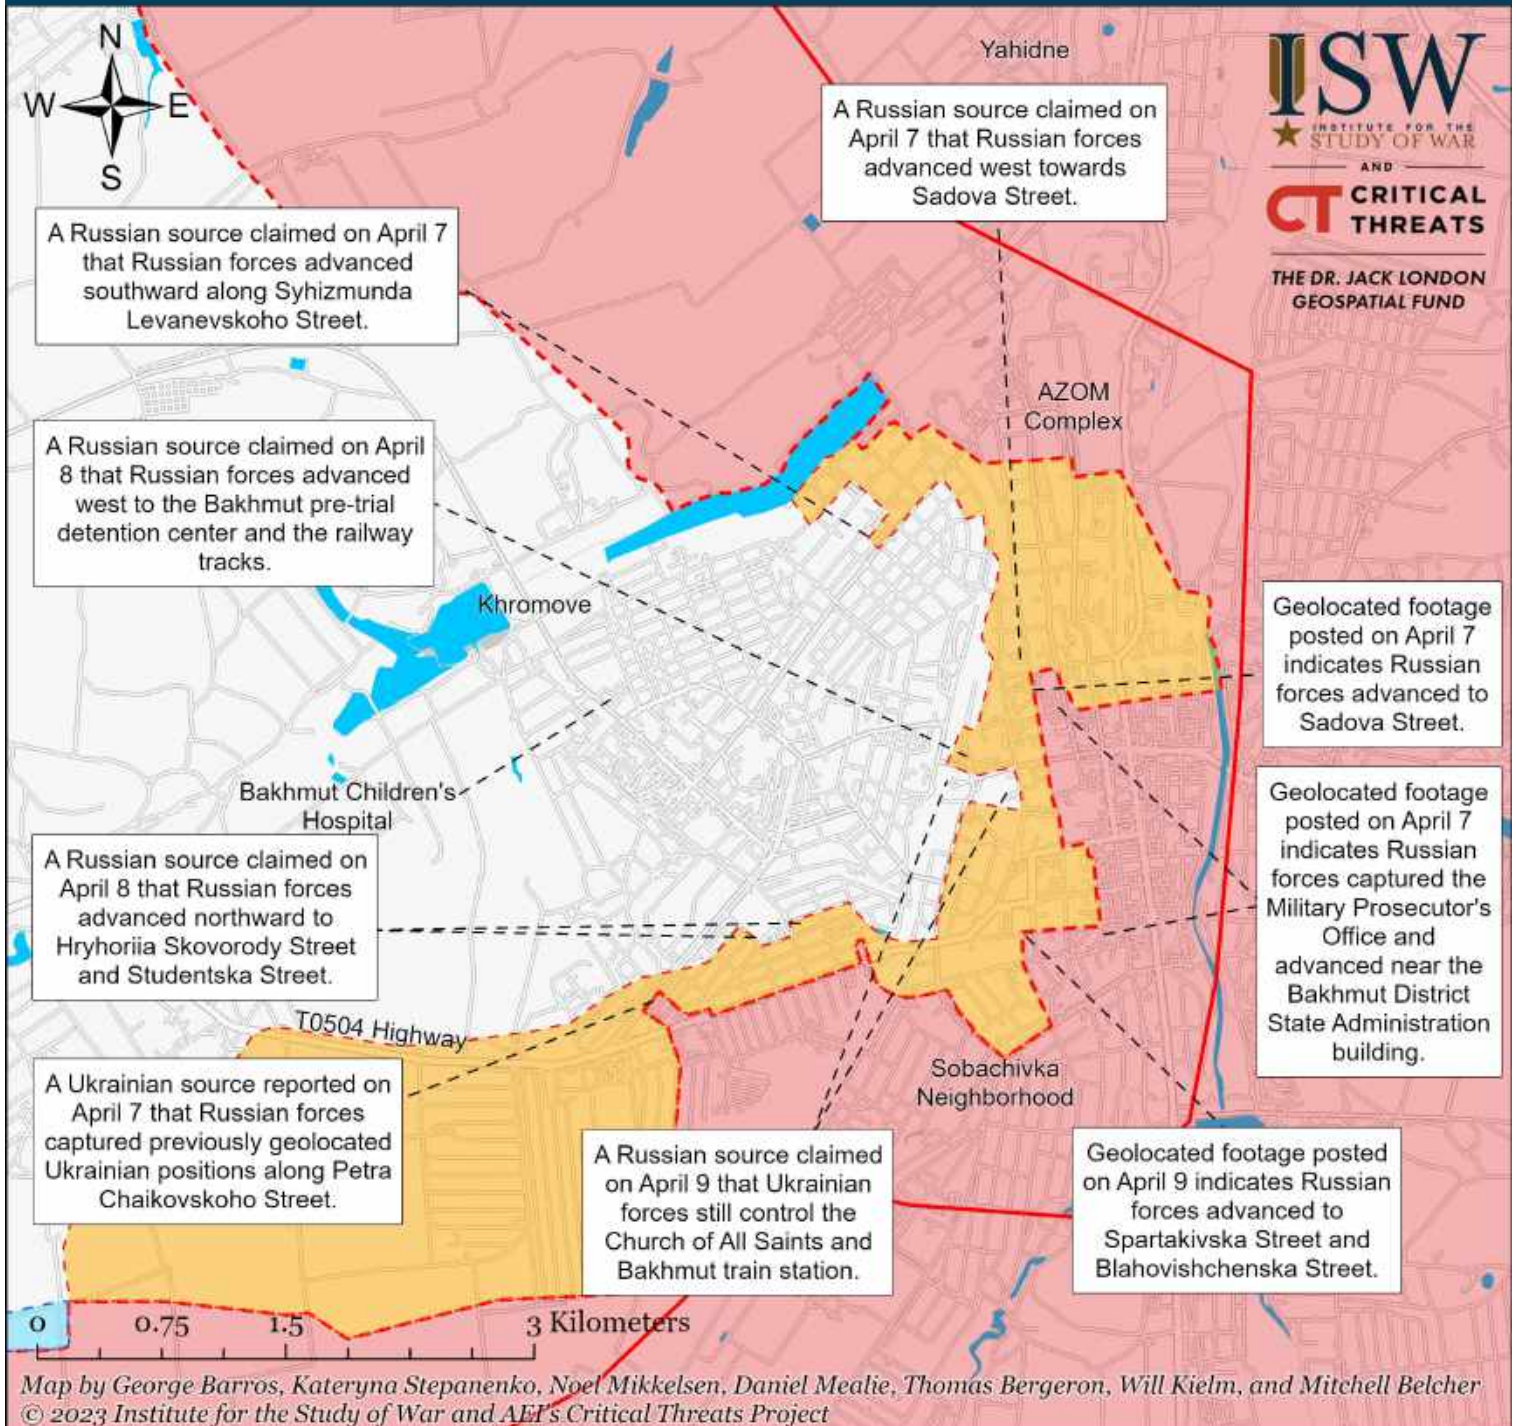 N
W E
S
Yahidne
ISW
INSTITUTE FOR THE
STUDY OF WAR
AND
CT CRITICAL
THREATS
THE DR. JACK LONDON
GEOSPATIAL FUND
A Russian source claimed on
April 7 that Russian forces
advanced west towards
Sadova Street.
A Russian source claimed on April 7
that Russian forces advanced
southward along Syhizmunda
Levanevskoho Street.
AZOM
Complex
A Russian source claimed on April
8 that Russian forces advanced
west to the Bakhmut pre-trial
detention center and the railway
tracks.
Khromove
Geolocated footage
posted on April 7
indicates Russian
forces advanced to
Sadova Street.
Bakhmut Children's
Hospital
Geolocated footage
posted on April 7
indicates Russian
forces captured the
Military Prosecutor's
Office and
advanced near the
Bakhmut District
State Administration
building.
A Russian source claimed on
April 8 that Russian forces
advanced northward to
Hryhoriia Skovorody Street
and Studentska Street.
T0504 Highway
Sobachivka
Neighborhood
A Ukrainian source reported on
April 7 that Russian forces
captured previously geolocated
Ukrainian positions along Petra
Chaikovskoho Street.
A Russian source claimed
on April 9 that Ukrainian
forces still control the
Church of All Saints and
Bakhmut train station.
Geolocated footage posted
on April 9 indicates Russian
forces advanced to
Spartakivska Street and
Blahovishchenska Street.
0 0.75 1.5 3 Kilometers
Map by George Barros, Kateryna Stepanenko, Noel Mikkelsen, Daniel Mealie, Thomas Bergeron, Will Kielm, and Mitchell Belcher
© 2023 Institute for the Study of War and AEI's Critical Threats Project